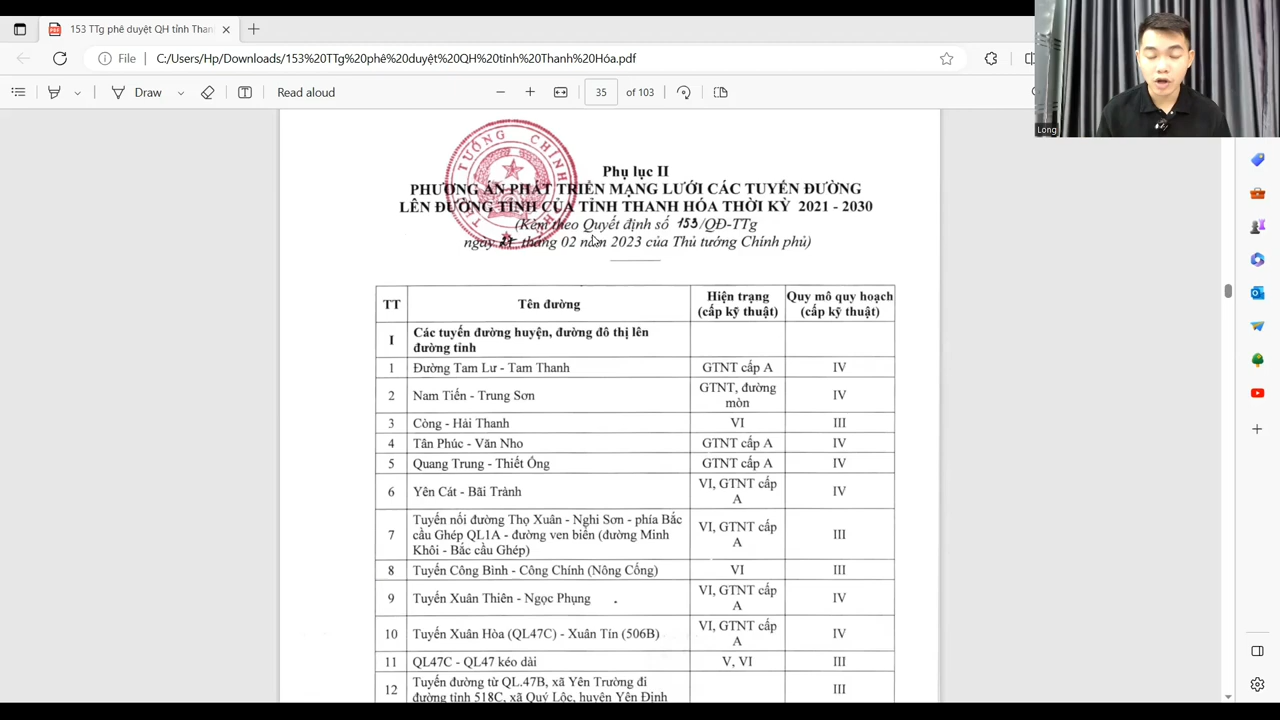 153 TTg phê duyệt QH tỉnh Than
File C:/Users/Hp/Downloads/153%20TTg%20phê%20duyệt%20QH%20tỉnh%20Thanh%20Hóa.pdf
Draw Read aloud 35 of 103
Long
Phụ lục II
PHƯƠNG ÁN PHÁT TRIỂN MẠNG LƯỚI CÁC TUYẾN ĐƯỜNG
LÊN ĐƯỜNG TỈNH CỦA TỈNH THANH HÓA THỜI KỲ 2021 - 2030
(Kèm theo Quyết định số 153/QĐ-TTg
ngày tháng 02 năm 2023 của Thủ tướng Chính phủ)
TT Tên đường Hiện trạng (cấp kỹ thuật) Quy mô quy hoạch (cấp kỹ thuật)
I Các tuyến đường huyện, đường đô thị lên
đường tỉnh
1 Đường Tam Lư - Tam Thanh GTNT cấp A IV
2 Nam Tiến - Trung Sơn GTNT, đường mòn IV
3 Còng - Hải Thanh VI III
4 Tân Phúc - Văn Nho GTNT cấp A IV
5 Quang Trung - Thiết Ống GTNT cấp A IV
6 Yên Cát - Bãi Trành VI, GTNT cấp A IV
7 Tuyến nối đường Thọ Xuân - Nghi Sơn - phía Bắc
cầu Ghép QL1A - đường ven biển (đường Minh
Khôi - Bắc cầu Ghép) VI, GTNT cấp A III
8 Tuyến Công Bình - Công Chính (Nông Cống) VI III
9 Tuyến Xuân Thiên - Ngọc Phụng VI, GTNT cấp A IV
10 Tuyến Xuân Hòa (QL47C) - Xuân Tín (506B) VI, GTNT cấp A IV
11 QL47C - QL47 kéo dài V, VI III
12 Tuyến đường từ QL.47B, xã Yên Trường đi
đường tỉnh 518C, xã Quý Lộc, huyện Yên Định III